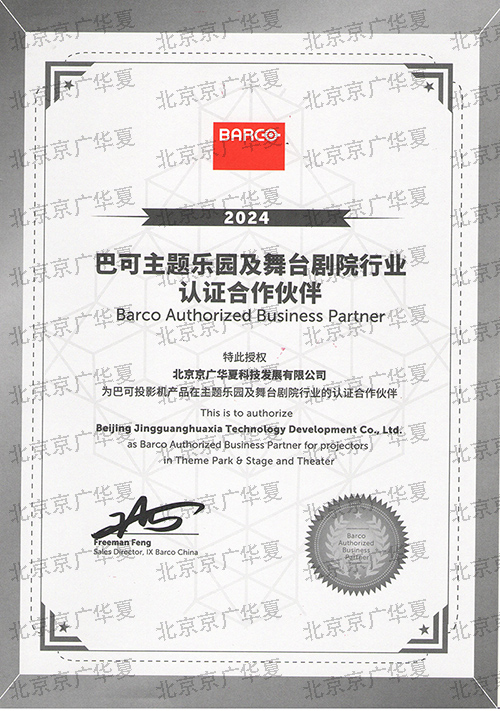 BARCO
2024
巴可主题乐园及舞台剧院行业
认证合作伙伴
Barco Authorized Business Partner
特此授权
北京京广华夏科技发展有限公司
为巴可投影机产品在主题乐园及舞台剧院行业的认证合作伙伴
This is to authorize
Beijing Jingguanghuaxia Technology Development Co., Ltd.
as Barco Authorized Business Partner for projectors
in Theme Park & Stage and Theater
Freeman Feng
Sales Director, IX Barco China
Barco
Authorized
Business
Partner
北京京广华夏